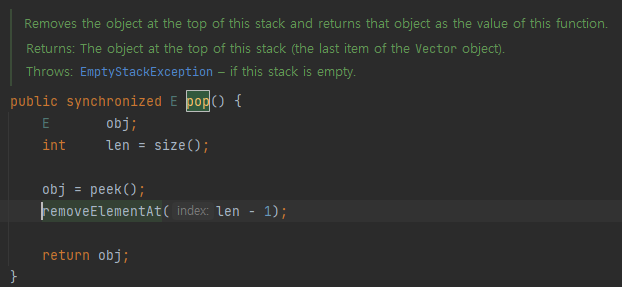 Removes the object at the top of this stack and returns that object as the value of this function.
Returns: The object at the top of this stack (the last item of the Vector object).
Throws: EmptyStackException – if this stack is empty.
public synchronized E pop() {
E obj;
int len = size();
obj = peek();
removeElementAt( index: len - 1);
return obj;
}